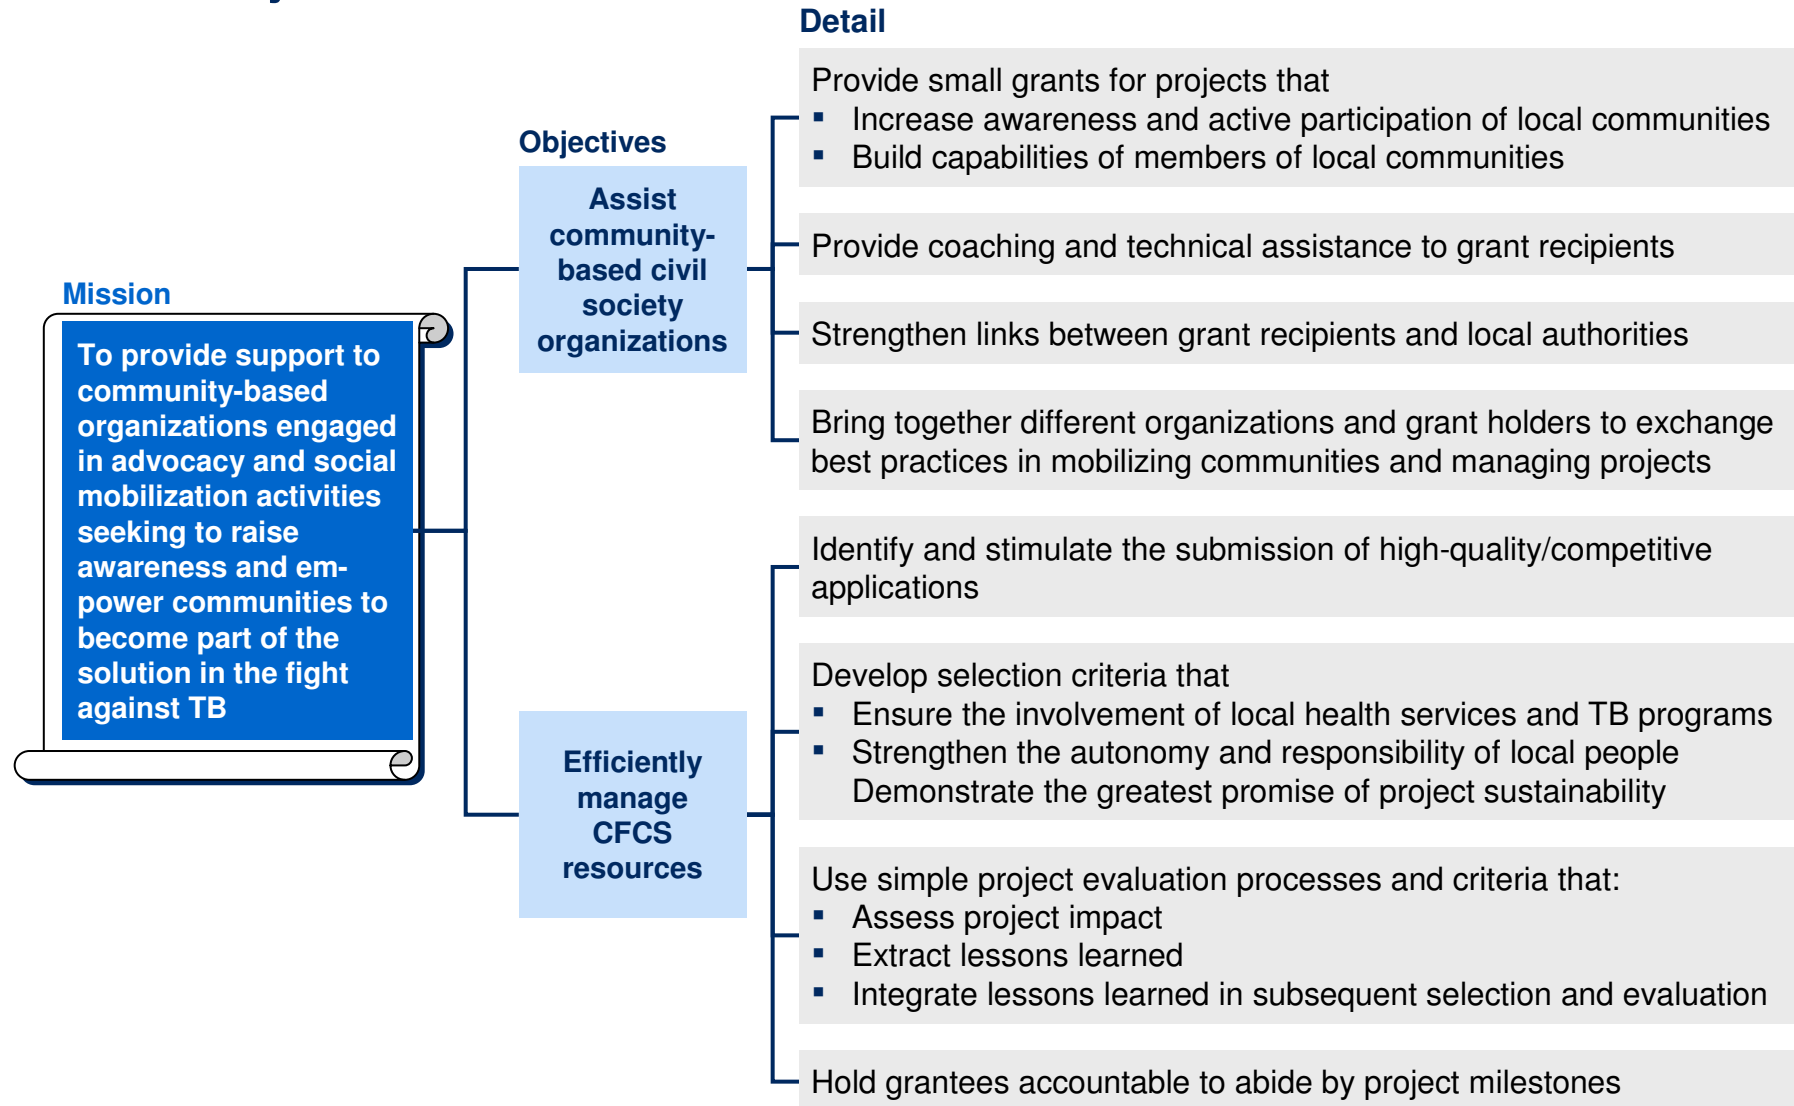 Detail
Provide small grants for projects that
▪ Increase awareness and active participation of local communities
▪ Build capabilities of members of local communities
Objectives
Assist
community-
based civil
society
organizations
Provide coaching and technical assistance to grant recipients
Strengthen links between grant recipients and local authorities
Bring together different organizations and grant holders to exchange
best practices in mobilizing communities and managing projects
Mission
To provide support to
community-based
organizations engaged
in advocacy and social
mobilization activities
seeking to raise
awareness and em-
power communities to
become part of the
solution in the fight
against TB
Efficiently
manage
CFCS
resources
Identify and stimulate the submission of high-quality/competitive
applications
Develop selection criteria that
▪ Ensure the involvement of local health services and TB programs
▪ Strengthen the autonomy and responsibility of local people
Demonstrate the greatest promise of project sustainability
Use simple project evaluation processes and criteria that:
▪ Assess project impact
▪ Extract lessons learned
▪ Integrate lessons learned in subsequent selection and evaluation
Hold grantees accountable to abide by project milestones